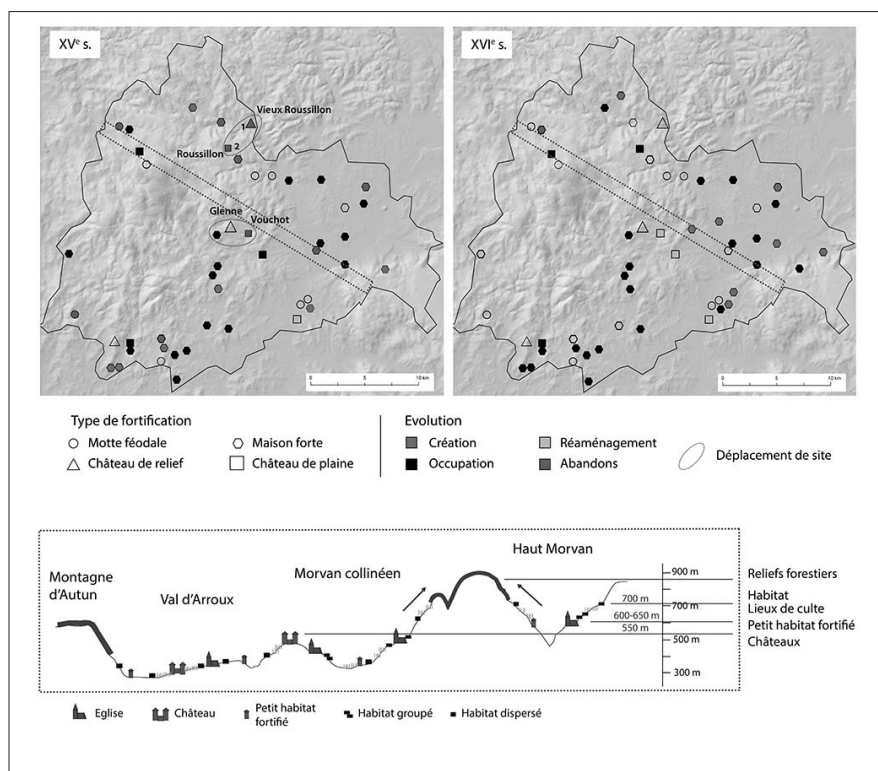 XVe s.
XVIe s.
Vieux Roussillon
1
Roussillon
2
Glenne
Vouchot
0 5 10 km
0 5 10 km
Type de fortification
Evolution
Motte féodale
Maison forte
Création
Réaménagement
Château de relief
Château de plaine
Occupation
Abandons
Déplacement de site
Haut Morvan
Morvan collinéen
Montagne
d'Autun
Val d'Arroux
900 m
Reliefs forestiers
700 m
700 m
Habitat
Lieux de culte
600-650 m
Petit habitat fortifié
550 m
500 m
Châteaux
300 m
Eglise
Château
Petit habitat
fortifié
Habitat groupé
Habitat dispersé